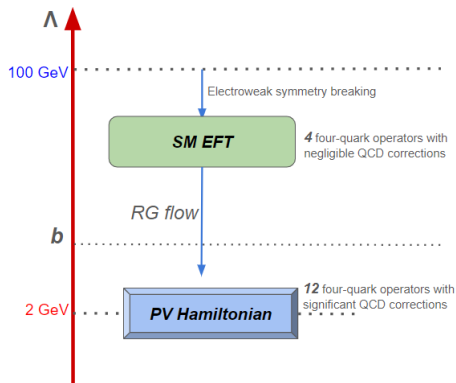 Λ
100 GeV
Electroweak symmetry breaking
SM EFT
4 four-quark operators with
negligible QCD corrections
RG flow
b
12 four-quark operators with
significant QCD corrections
2 GeV
PV Hamiltonian